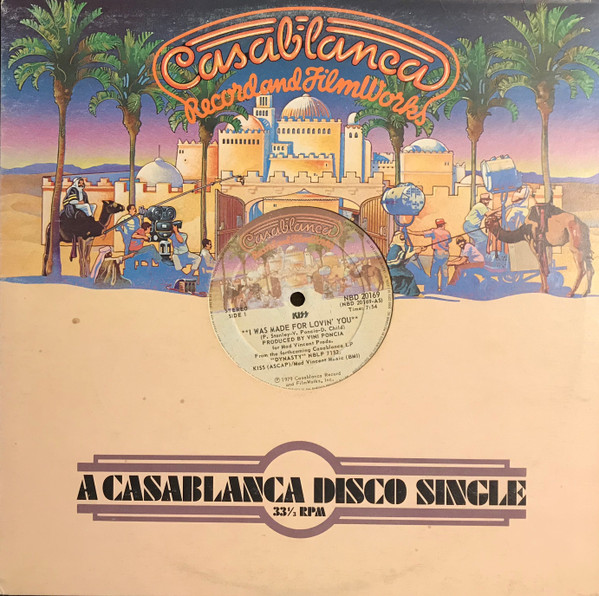 Casablanca
Record and FilmWorks
Casablanca
STEREO
SIDE 1
NBD 20169
(NBD 20169-AS)
Time: 7:54
KISS
**I WAS MADE FOR LOVIN' YOU**
(P. Stanley-V. Poncia-D. Child)
PRODUCED BY VINI PONCIA
for Mad Vincent Prods.
From the forthcoming Casablanca LP
"DYNASTY" NBLP 7152
KISS (ASCAP)/Mad Vincent Music (BMI)
℗ 1979 Casablanca Record
and FilmWorks, Inc.
A CASABLANCA DISCO SINGLE
33⅓ RPM